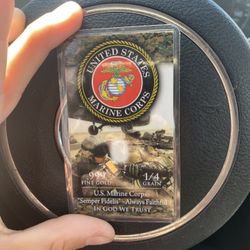 UNITED STATES
MARINE CORPS
.999 1/4
FINE GOLD GRAIN
U.S. Marine Corps
"Semper Fidelis" - Always Faithful
IN GOD WE TRUST